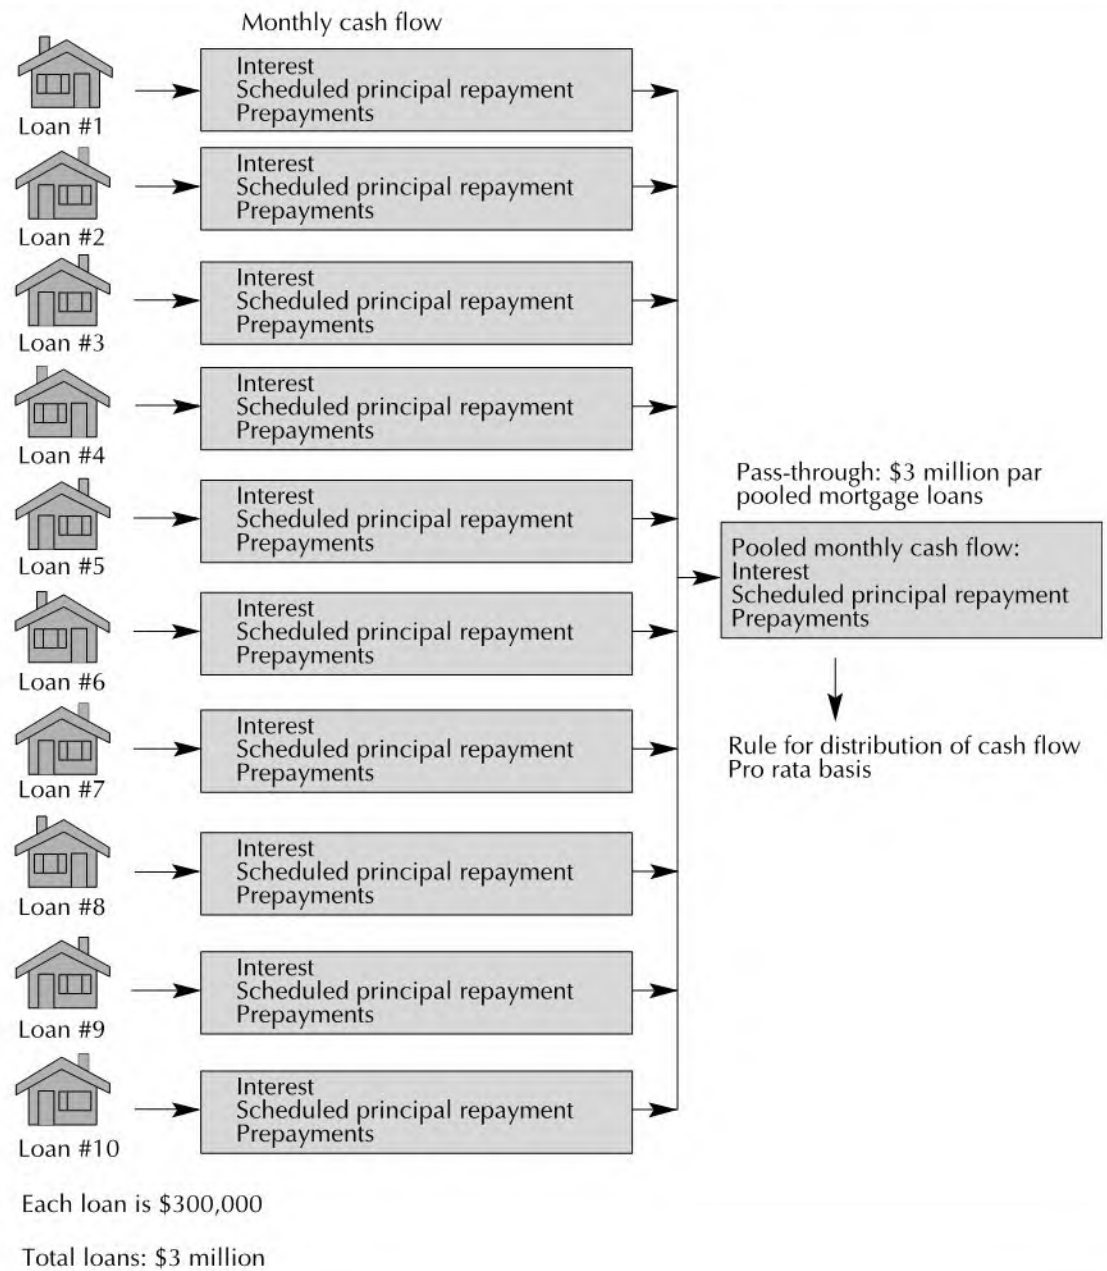 Monthly cash flow
Interest
Scheduled principal repayment
Prepayments
Loan #1
Interest
Scheduled principal repayment
Prepayments
Loan #2
Interest
Scheduled principal repayment
Prepayments
Loan #3
Interest
Scheduled principal repayment
Prepayments
Loan #4
Interest
Scheduled principal repayment
Prepayments
Loan #5
Interest
Scheduled principal repayment
Prepayments
Loan #6
Interest
Scheduled principal repayment
Prepayments
Loan #7
Interest
Scheduled principal repayment
Prepayments
Loan #8
Interest
Scheduled principal repayment
Prepayments
Loan #9
Interest
Scheduled principal repayment
Prepayments
Loan #10
Pass-through: $3 million par
pooled mortgage loans
Pooled monthly cash flow:
Interest
Scheduled principal repayment
Prepayments
Rule for distribution of cash flow
Pro rata basis
Each loan is $300,000
Total loans: $3 million